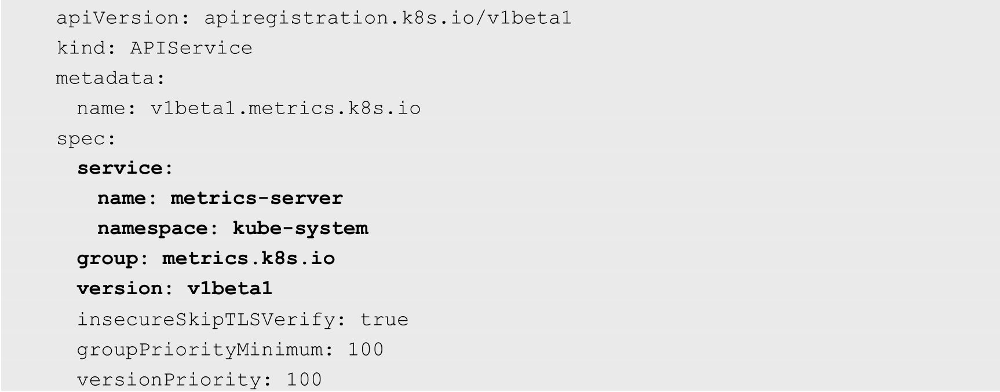 apiVersion: apiregistration.k8s.io/v1beta1
kind: APIService
metadata:
  name: v1beta1.metrics.k8s.io
spec:
  service:
    name: metrics-server
    namespace: kube-system
  group: metrics.k8s.io
  version: v1beta1
  insecureSkipTLSVerify: true
  groupPriorityMinimum: 100
  versionPriority: 100